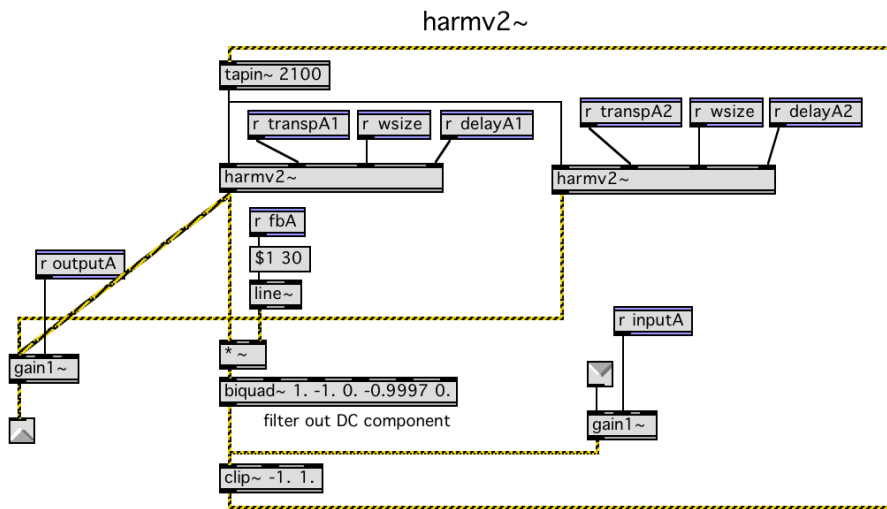 harmv2~
tapin~ 2100
r transpA1
r wsize
r delayA1
r transpA2
r wsize
r delayA2
harmv2~
harmv2~
r fbA
$1 30
r outputA
line~
r inputA
* ~
gain1~
biquad~ 1. -1. 0. -0.9997 0.
filter out DC component
gain1~
clip~ -1. 1.